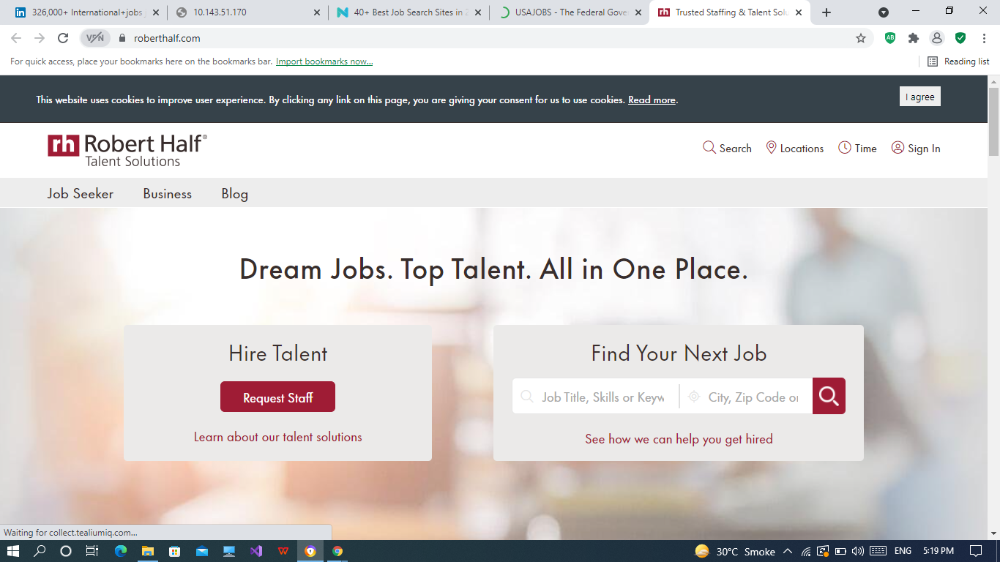 326,000+ International+jobs
10.143.51.170
40+ Best Job Search Sites in
USAJOBS - The Federal Gove
Trusted Staffing & Talent Solu
VPN
roberthalf.com
AB
For quick access, place your bookmarks here on the bookmarks bar. Import bookmarks now...
Reading list
This website uses cookies to improve user experience. By clicking any link on this page, you are giving your consent for us to use cookies. Read more.
I agree
rh Robert Half®
Talent Solutions
Search
Locations
Time
Sign In
Job Seeker
Business
Blog
Dream Jobs. Top Talent. All in One Place.
Hire Talent
Request Staff
Learn about our talent solutions
Find Your Next Job
Job Title, Skills or Keyw
City, Zip Code or
See how we can help you get hired
Waiting for collect.tealiumiq.com...
30°C Smoke
ENG
5:19 PM